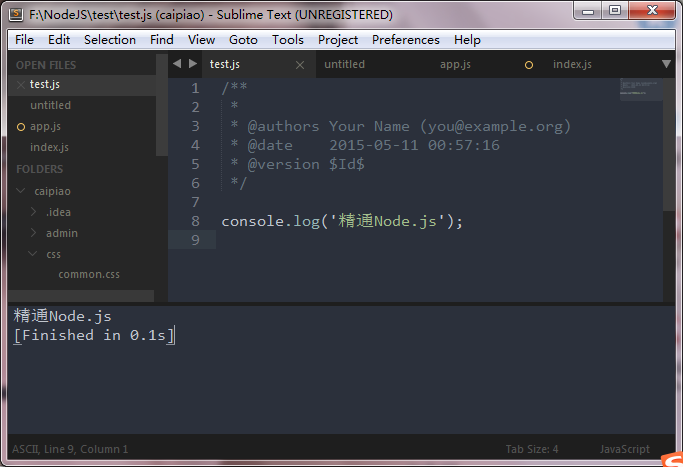 F:\NodeJS\test\test.js (caipiao) - Sublime Text (UNREGISTERED)
File Edit Selection Find View Goto Tools Project Preferences Help
OPEN FILES
test.js
untitled
app.js
index.js
FOLDERS
caipiao
.idea
admin
css
common.css
test.js untitled app.js index.js
1 /**
2 *
3 * @authors Your Name (you@example.org)
4 * @date    2015-05-11 00:57:16
5 * @version $Id$
6 */
7
8 console.log('精通Node.js');
9
精通Node.js
[Finished in 0.1s]
ASCII, Line 9, Column 1 Tab Size: 4 JavaScript